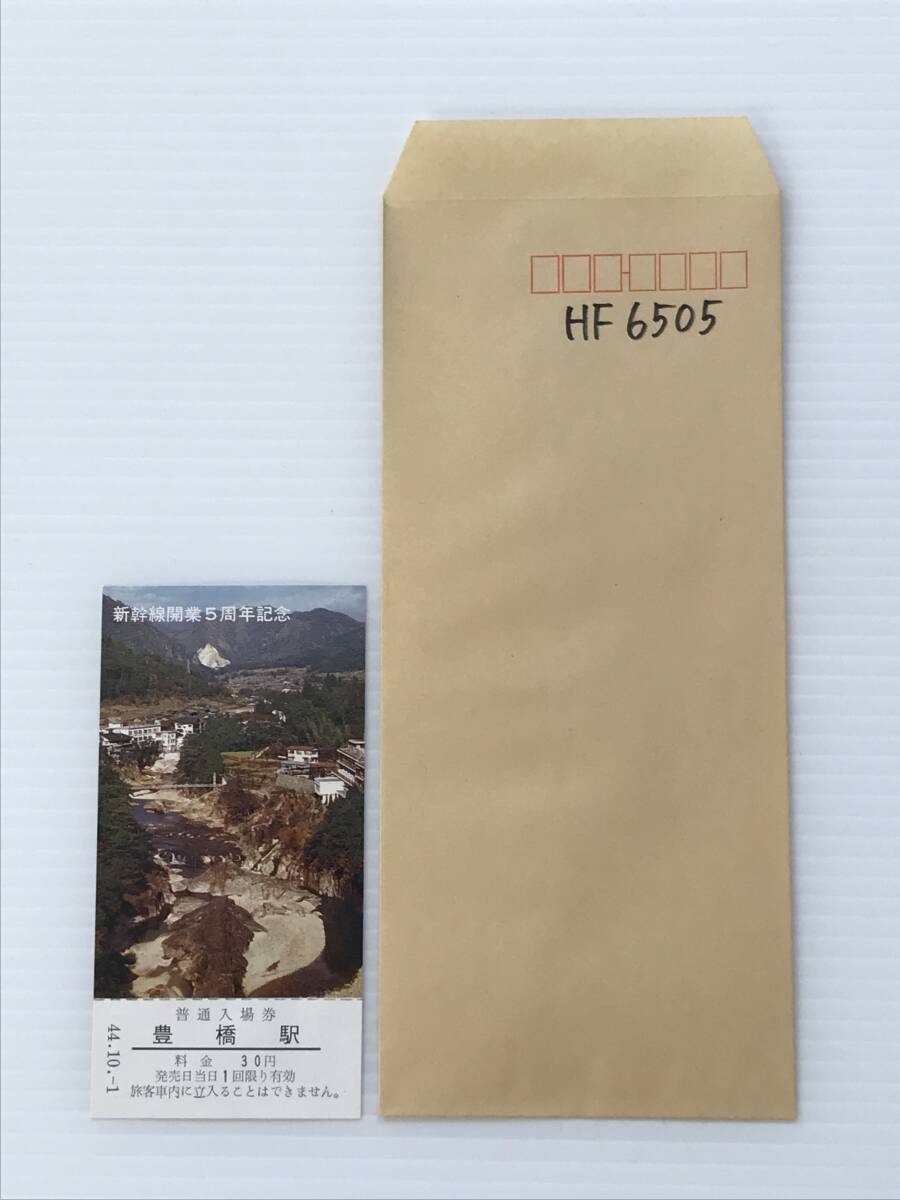 HF 6505
新幹線開業5周年記念
普通入場券
豊橋駅
料金 30円
発売日当日1回限り有効
旅客車内に立入ることはできません。
44.10.-1